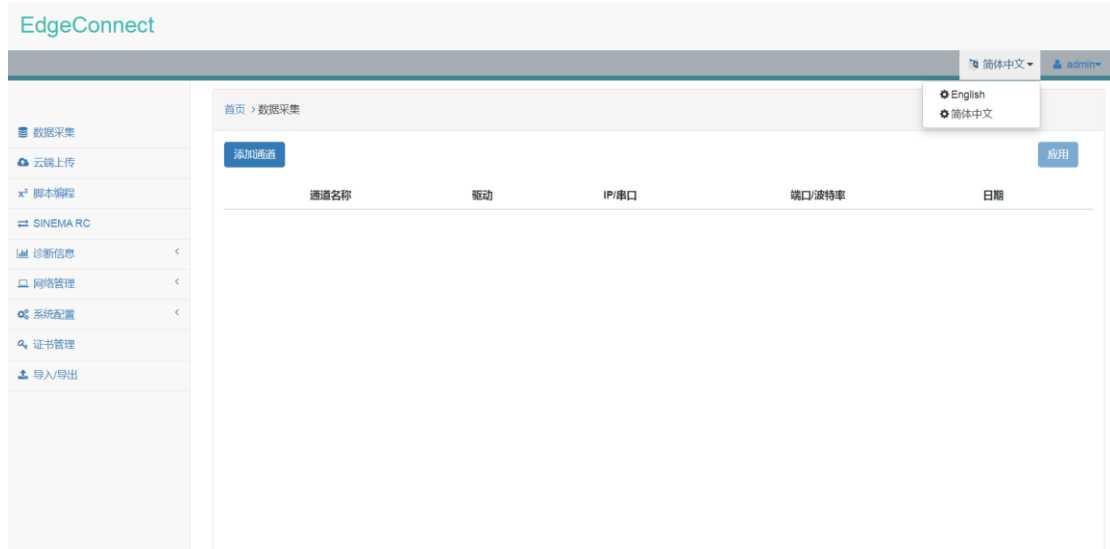 EdgeConnect
简体中文
admin
English
简体中文
首页 > 数据采集
数据采集
云端上传
x² 脚本编程
SINEMA RC
诊断信息
网络管理
系统配置
证书管理
导入/导出
添加通道
应用
通道名称 驱动 IP/串口 端口/波特率 日期